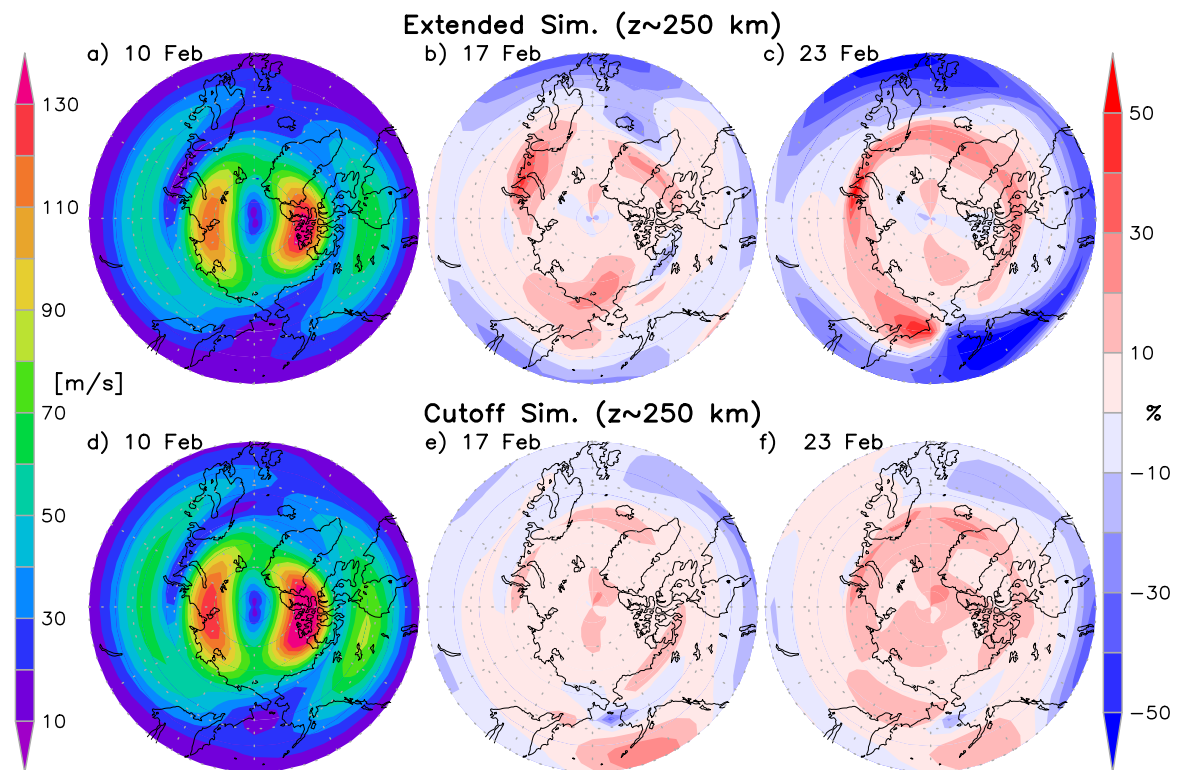 Extended Sim. (z~250 km)
a) 10 Feb
b) 17 Feb
c) 23 Feb
130
110
90
[m/s]
70
50
30
10
50
30
10
%
−10
−30
−50
Cutoff Sim. (z~250 km)
d) 10 Feb
e) 17 Feb
f) 23 Feb